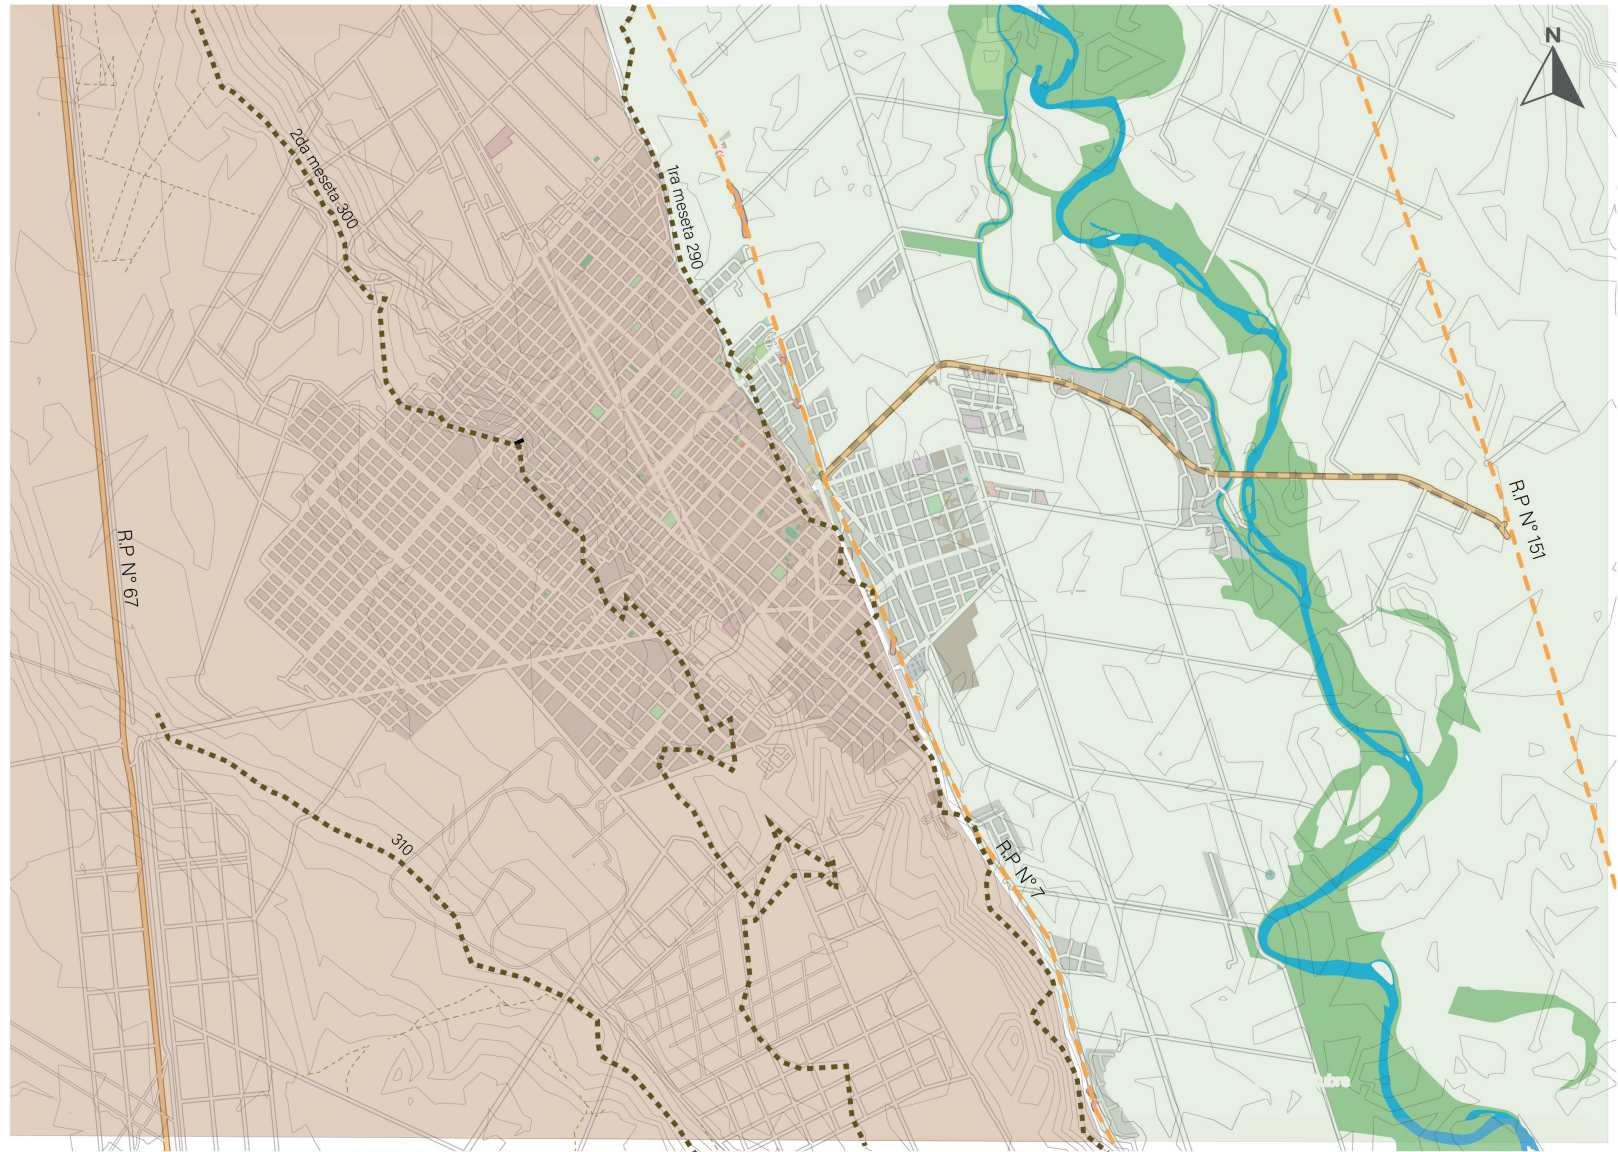 N
2da meseta 300
1ra meseta 290
R.P N° 67
R.P N° 151
310
R.P N° 7